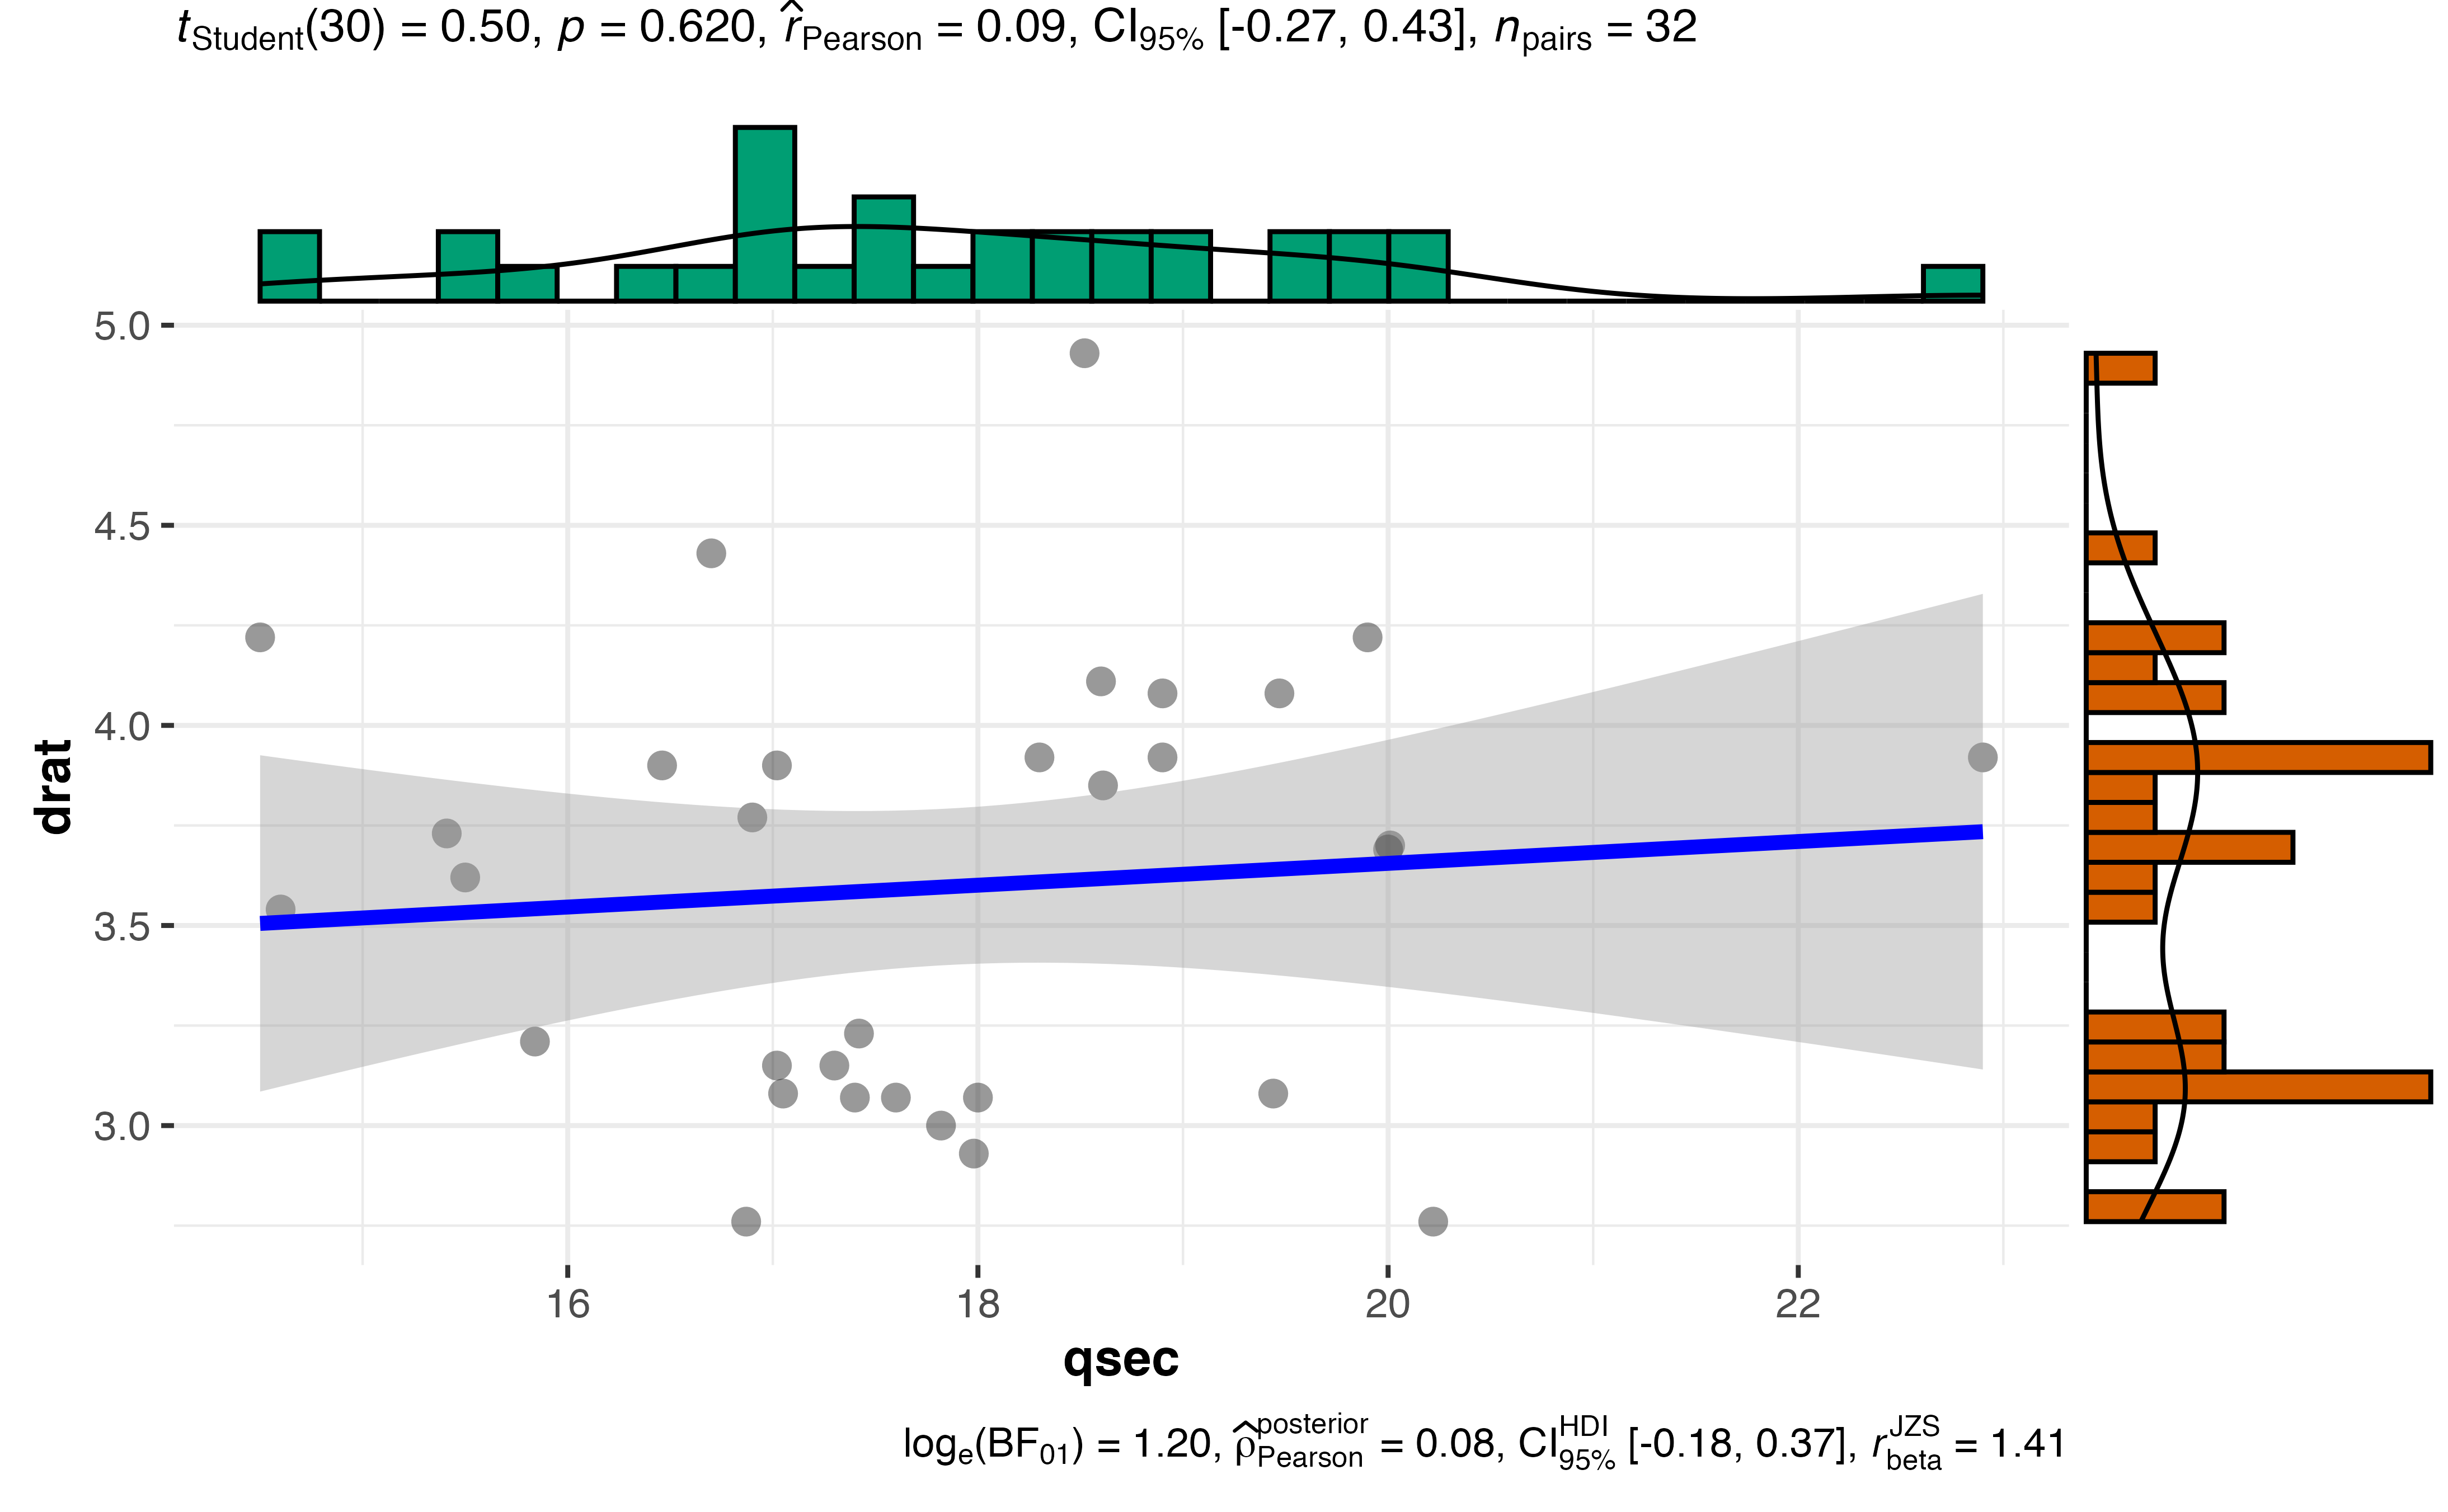 tStudent(30) = 0.50, p = 0.620, r̂Pearson = 0.09, CI95% [-0.27, 0.43], npairs = 32
5.0
4.5
4.0
3.5
3.0
drat
16 18 20 22
qsec
loge(BF01) = 1.20, ρ̂posteriorPearson = 0.08, CIHDI95% [-0.18, 0.37], rJZSbeta = 1.41